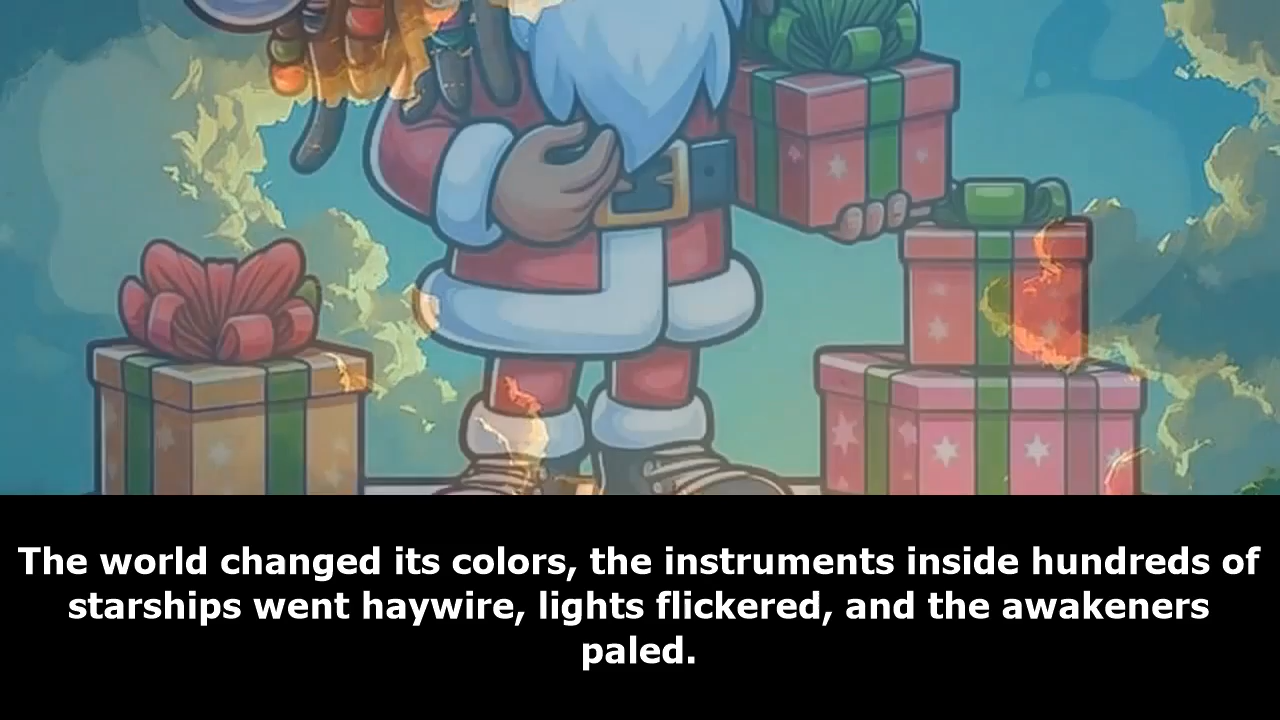 The world changed its colors, the instruments inside hundreds of
starships went haywire, lights flickered, and the awakeners
paled.